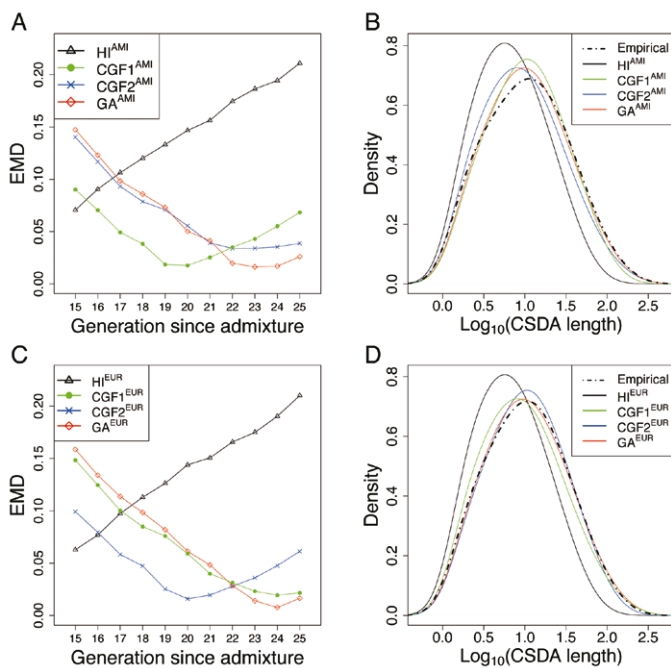 A
HI^AMI
CGF1^AMI
CGF2^AMI
GA^AMI
EMD
0.20
0.15
0.10
0.05
0.00
15 16 17 18 19 20 21 22 23 24 25
Generation since admixture
B
Empirical
HI^AMI
CGF1^AMI
CGF2^AMI
GA^AMI
Density
0.8
0.6
0.4
0.2
0.0
0.0 0.5 1.0 1.5 2.0 2.5
Log10(CSDA length)
C
HI^EUR
CGF1^EUR
CGF2^EUR
GA^EUR
EMD
0.20
0.15
0.10
0.05
0.00
15 16 17 18 19 20 21 22 23 24 25
Generation since admixture
D
Empirical
HI^EUR
CGF1^EUR
CGF2^EUR
GA^EUR
Density
0.8
0.6
0.4
0.2
0.0
0.0 0.5 1.0 1.5 2.0 2.5
Log10(CSDA length)